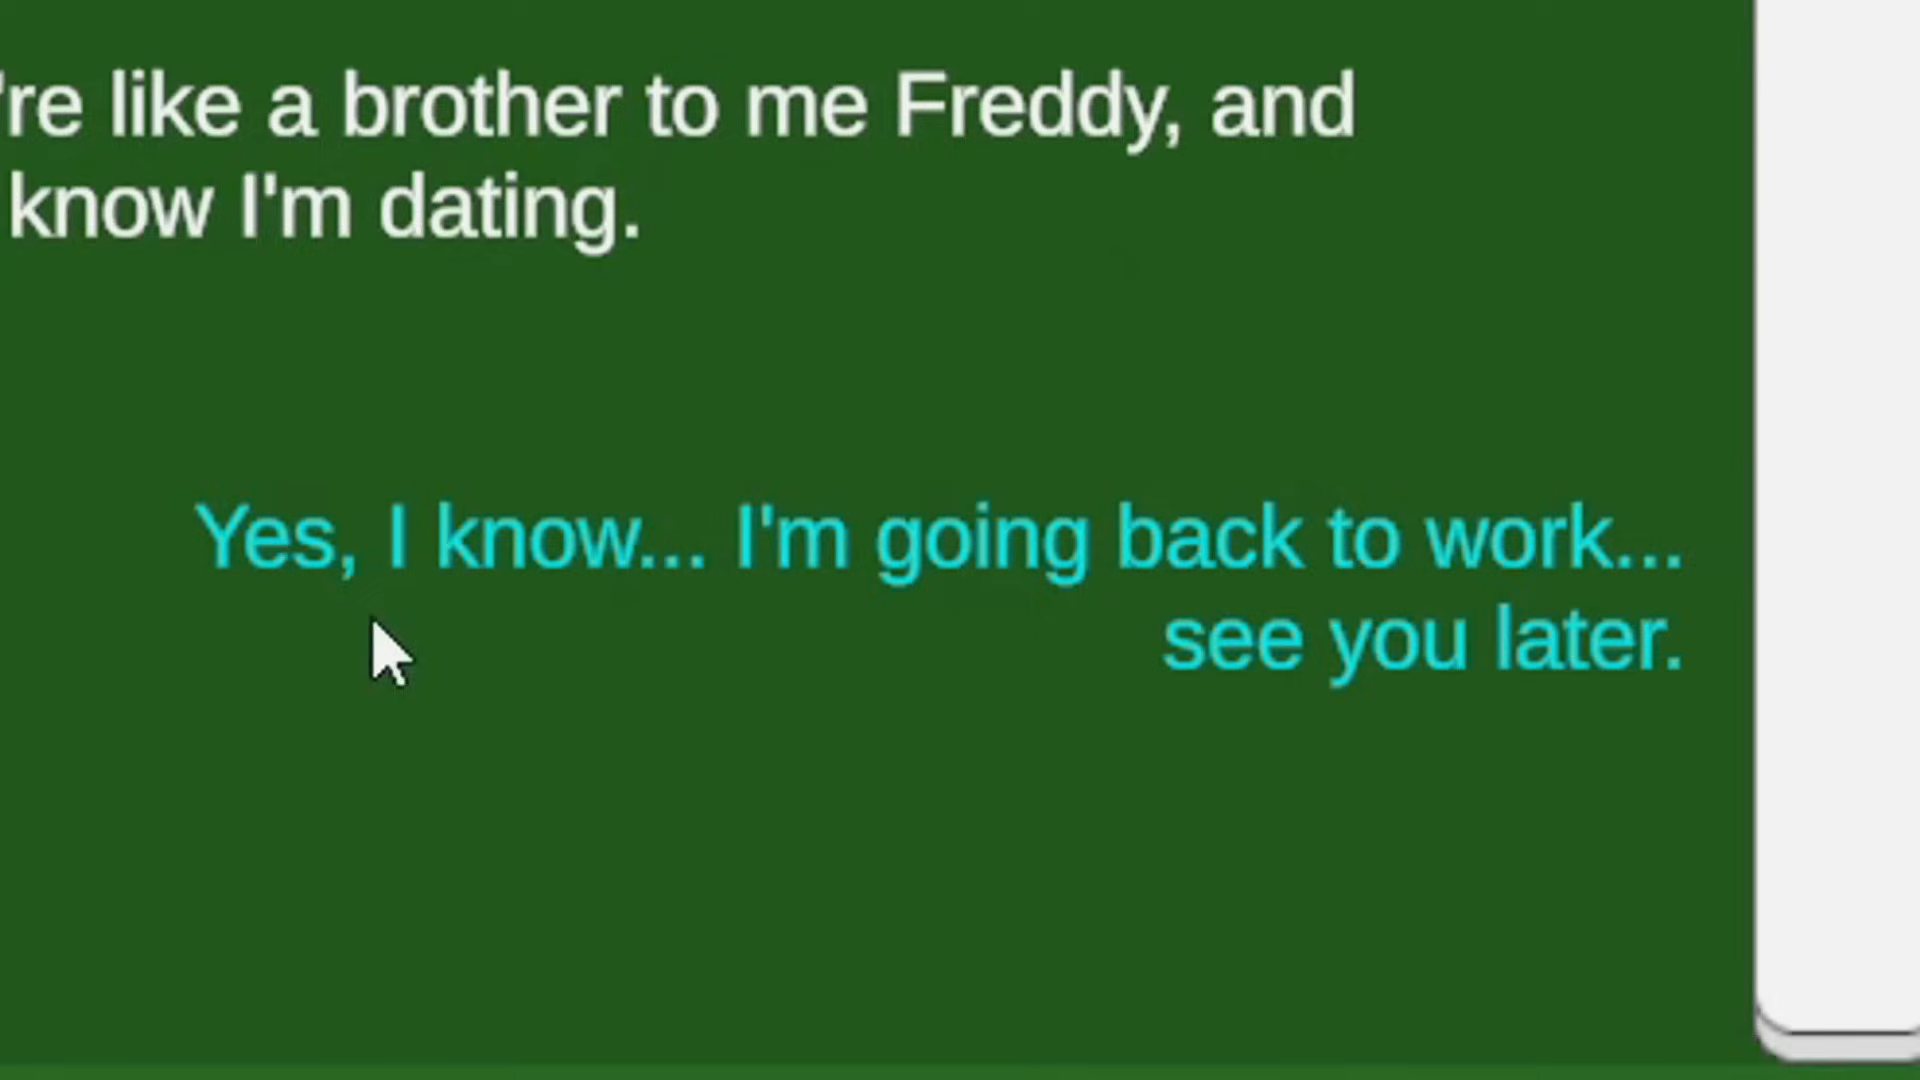 're like a brother to me Freddy, and
know I'm dating.
Yes, I know... I'm going back to work...
see you later.